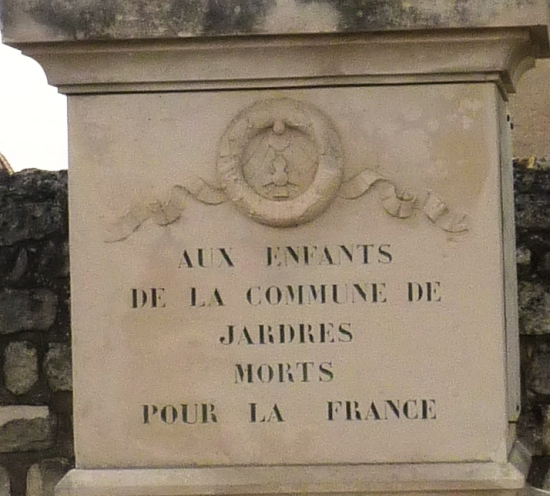 AUX ENFANTS
DE LA COMMUNE DE
JARDRES
MORTS
POUR LA FRANCE